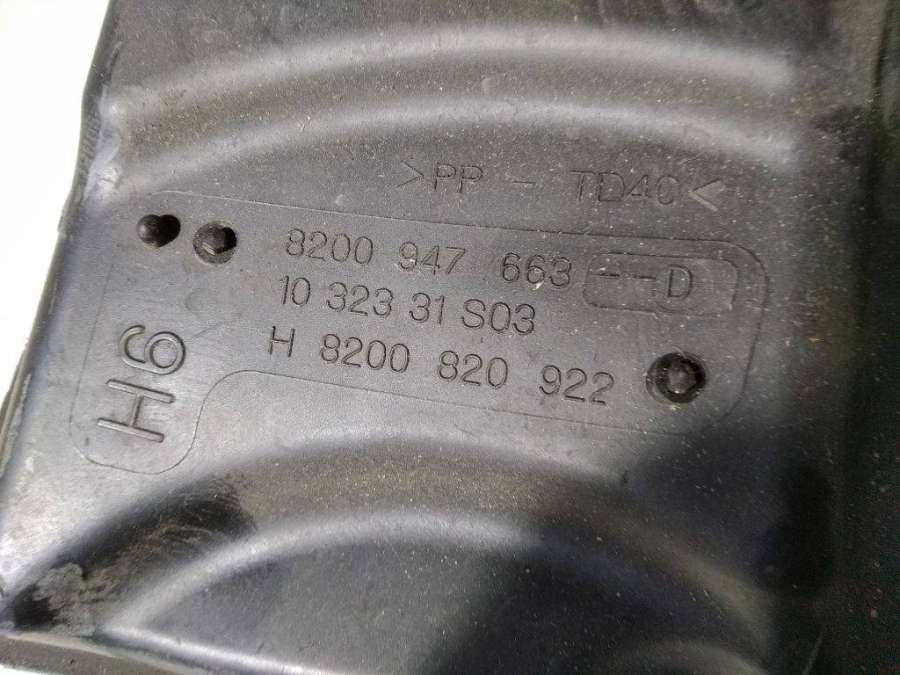 >PP - TD40<
8200 947 663 --D
10 323 31 S03
H 8200 820 922
H6